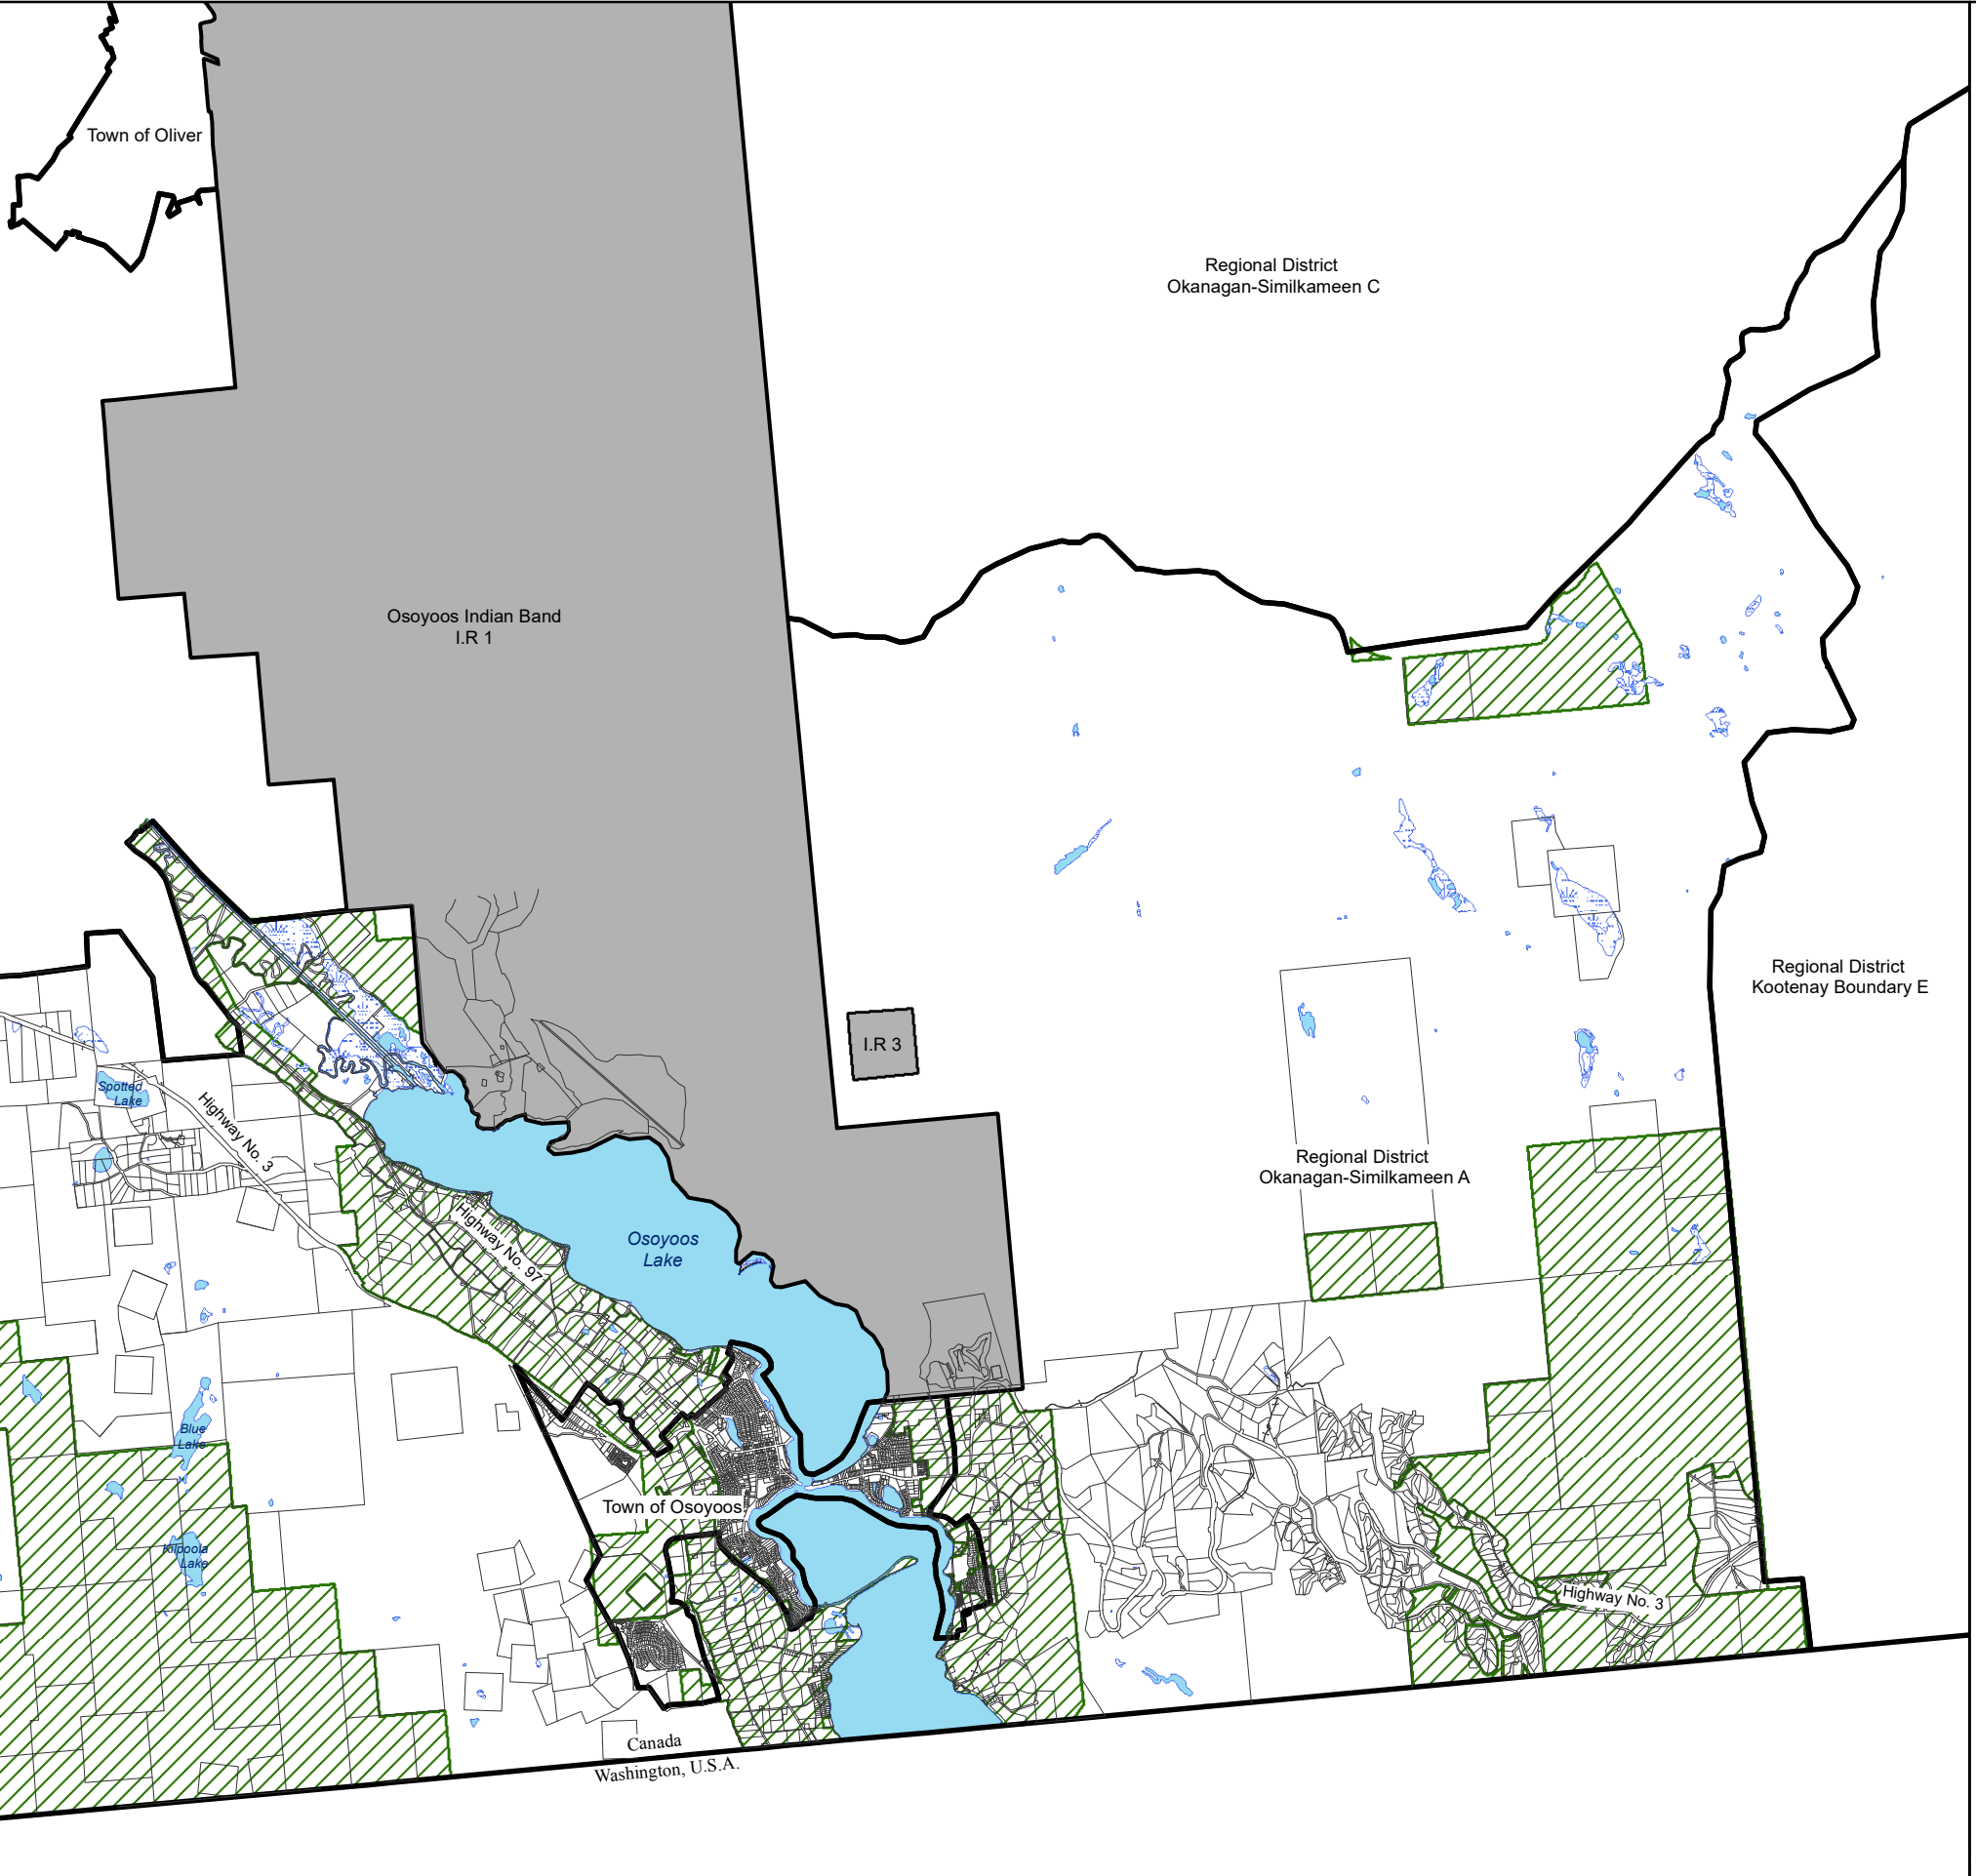 Town of Oliver
Regional District
Okanagan-Similkameen C
Osoyoos Indian Band
I.R 1
Regional District
Kootenay Boundary E
I.R 3
Spotted
Lake
Highway No. 3
Regional District
Okanagan-Similkameen A
Highway No. 97
Osoyoos
Lake
Blue
Lake
Town of Osoyoos
Kilpoola
Lake
Highway No. 3
Canada
Washington, U.S.A.